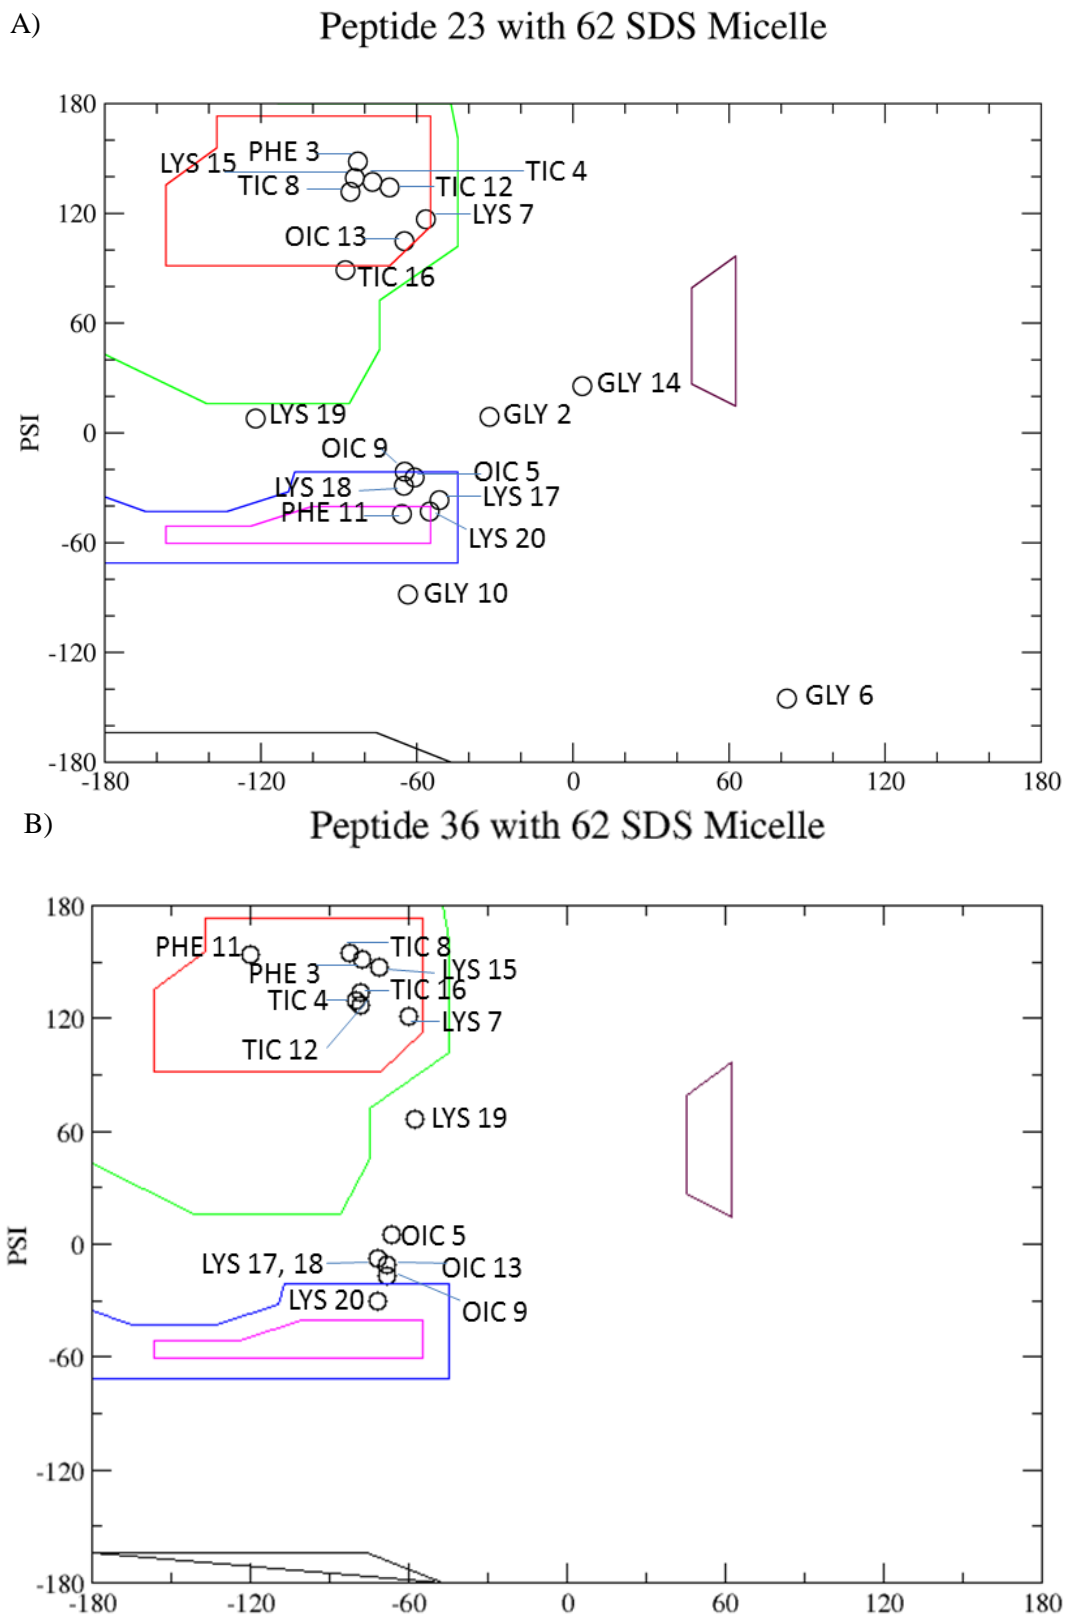 A)
Peptide 23 with 62 SDS Micelle
180
PHE 3
LYS 15
TIC 4
TIC 8
TIC 12
120
LYS 7
OIC 13
TIC 16
60
GLY 14
LYS 19
GLY 2
0
PSI
OIC 9
OIC 5
LYS 18
LYS 17
PHE 11
LYS 20
-60
GLY 10
-120
GLY 6
-180
-180 -120 -60 0 60 120 180
B)
Peptide 36 with 62 SDS Micelle
180
PHE 11
TIC 8
PHE 3
LYS 15
TIC 16
TIC 4
120
LYS 7
TIC 12
60
LYS 19
0
PSI
OIC 5
LYS 17, 18
OIC 13
LYS 20
OIC 9
-60
-120
-180
-180 -120 -60 0 60 120 180